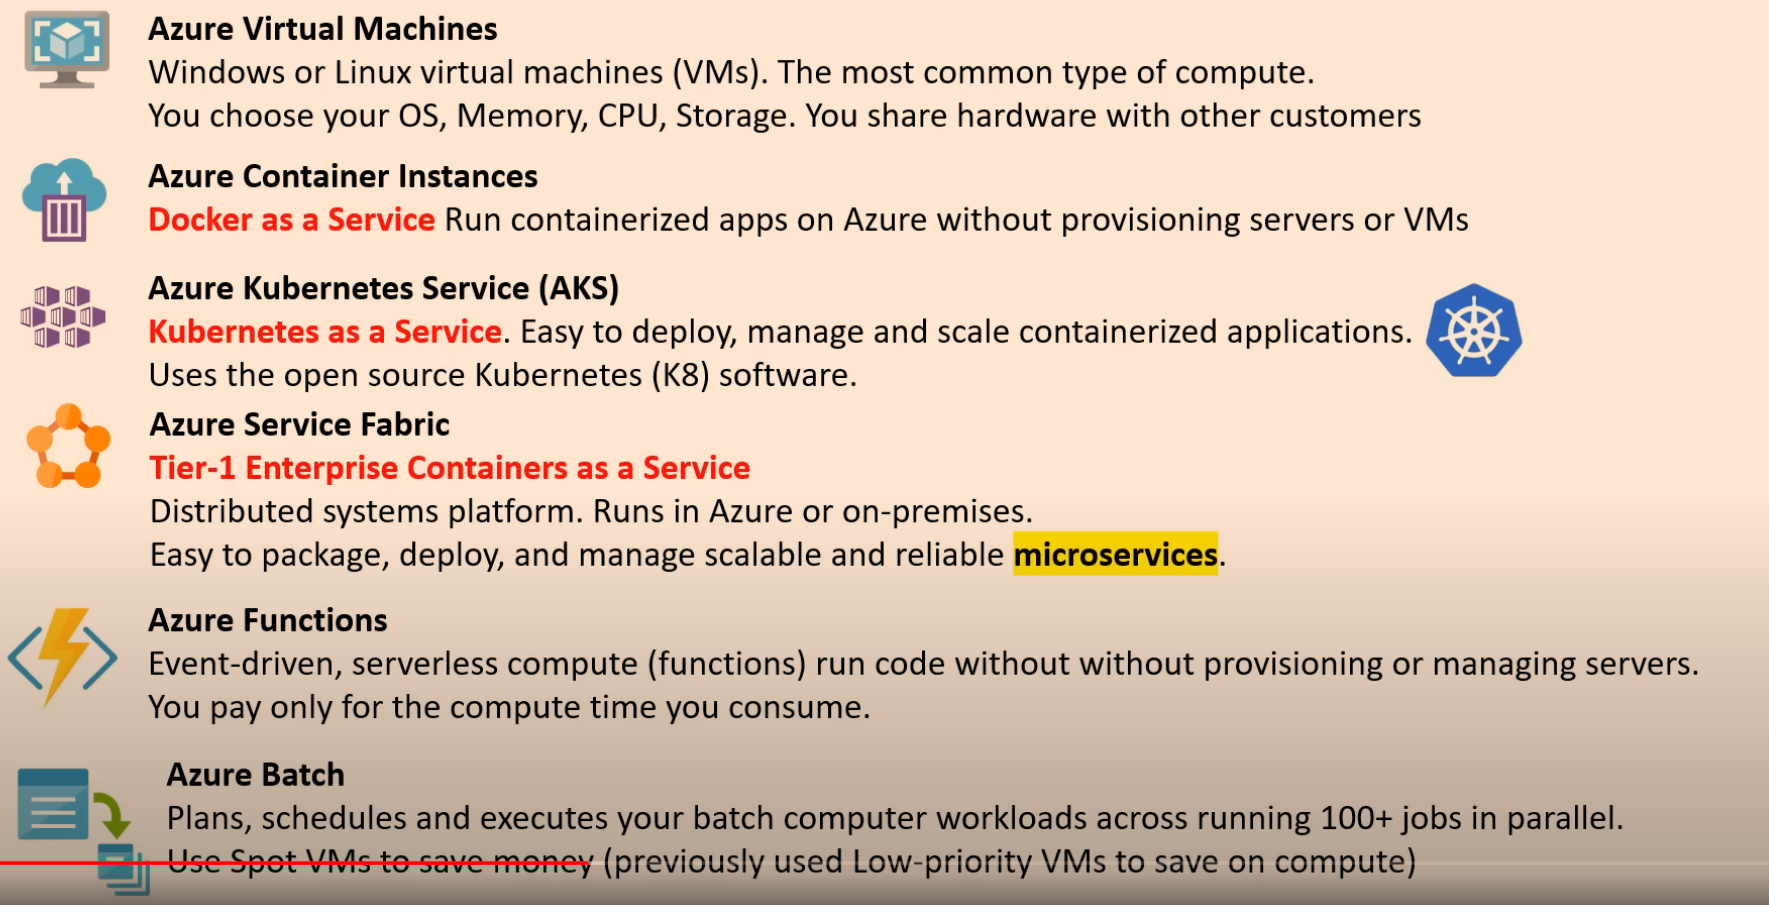 Azure Virtual Machines
Windows or Linux virtual machines (VMs). The most common type of compute.
You choose your OS, Memory, CPU, Storage. You share hardware with other customers
Azure Container Instances
Docker as a Service Run containerized apps on Azure without provisioning servers or VMs
Azure Kubernetes Service (AKS)
Kubernetes as a Service. Easy to deploy, manage and scale containerized applications.
Uses the open source Kubernetes (K8) software.
Azure Service Fabric
Tier-1 Enterprise Containers as a Service
Distributed systems platform. Runs in Azure or on-premises.
Easy to package, deploy, and manage scalable and reliable microservices.
Azure Functions
Event-driven, serverless compute (functions) run code without without provisioning or managing servers.
You pay only for the compute time you consume.
Azure Batch
Plans, schedules and executes your batch computer workloads across running 100+ jobs in parallel.
Use Spot VMs to save money (previously used Low-priority VMs to save on compute)